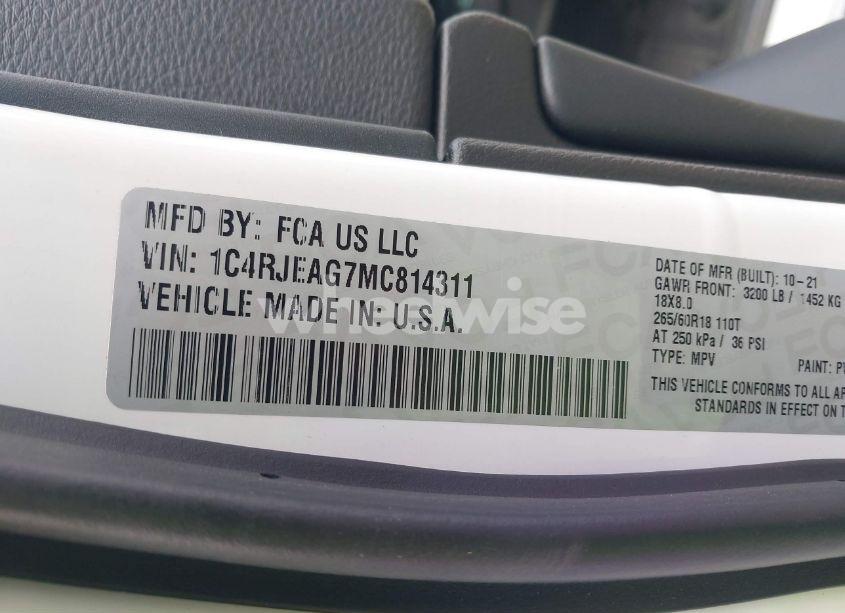 MFD BY: FCA US LLC
VIN: 1C4RJEAG7MC814311
VEHICLE MADE IN: U.S.A.
wheelwise
DATE OF MFR (BUILT): 10-21
GAWR FRONT: 3200 LB / 1452 KG
18X8.0
265/60R18 110T
AT 250 kPa / 36 PSI
TYPE: MPV
PAINT:
THIS VEHICLE CONFORMS TO ALL
STANDARDS IN EFFECT ON